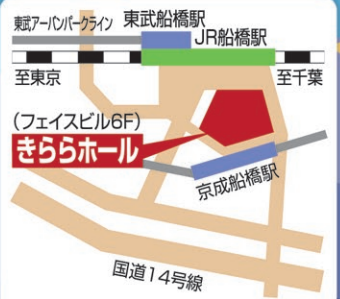 東武アーバンパークライン
東武船橋駅
JR船橋駅
至東京
至千葉
(フェイスビル6F)
きららホール
京成船橋駅
国道14号線